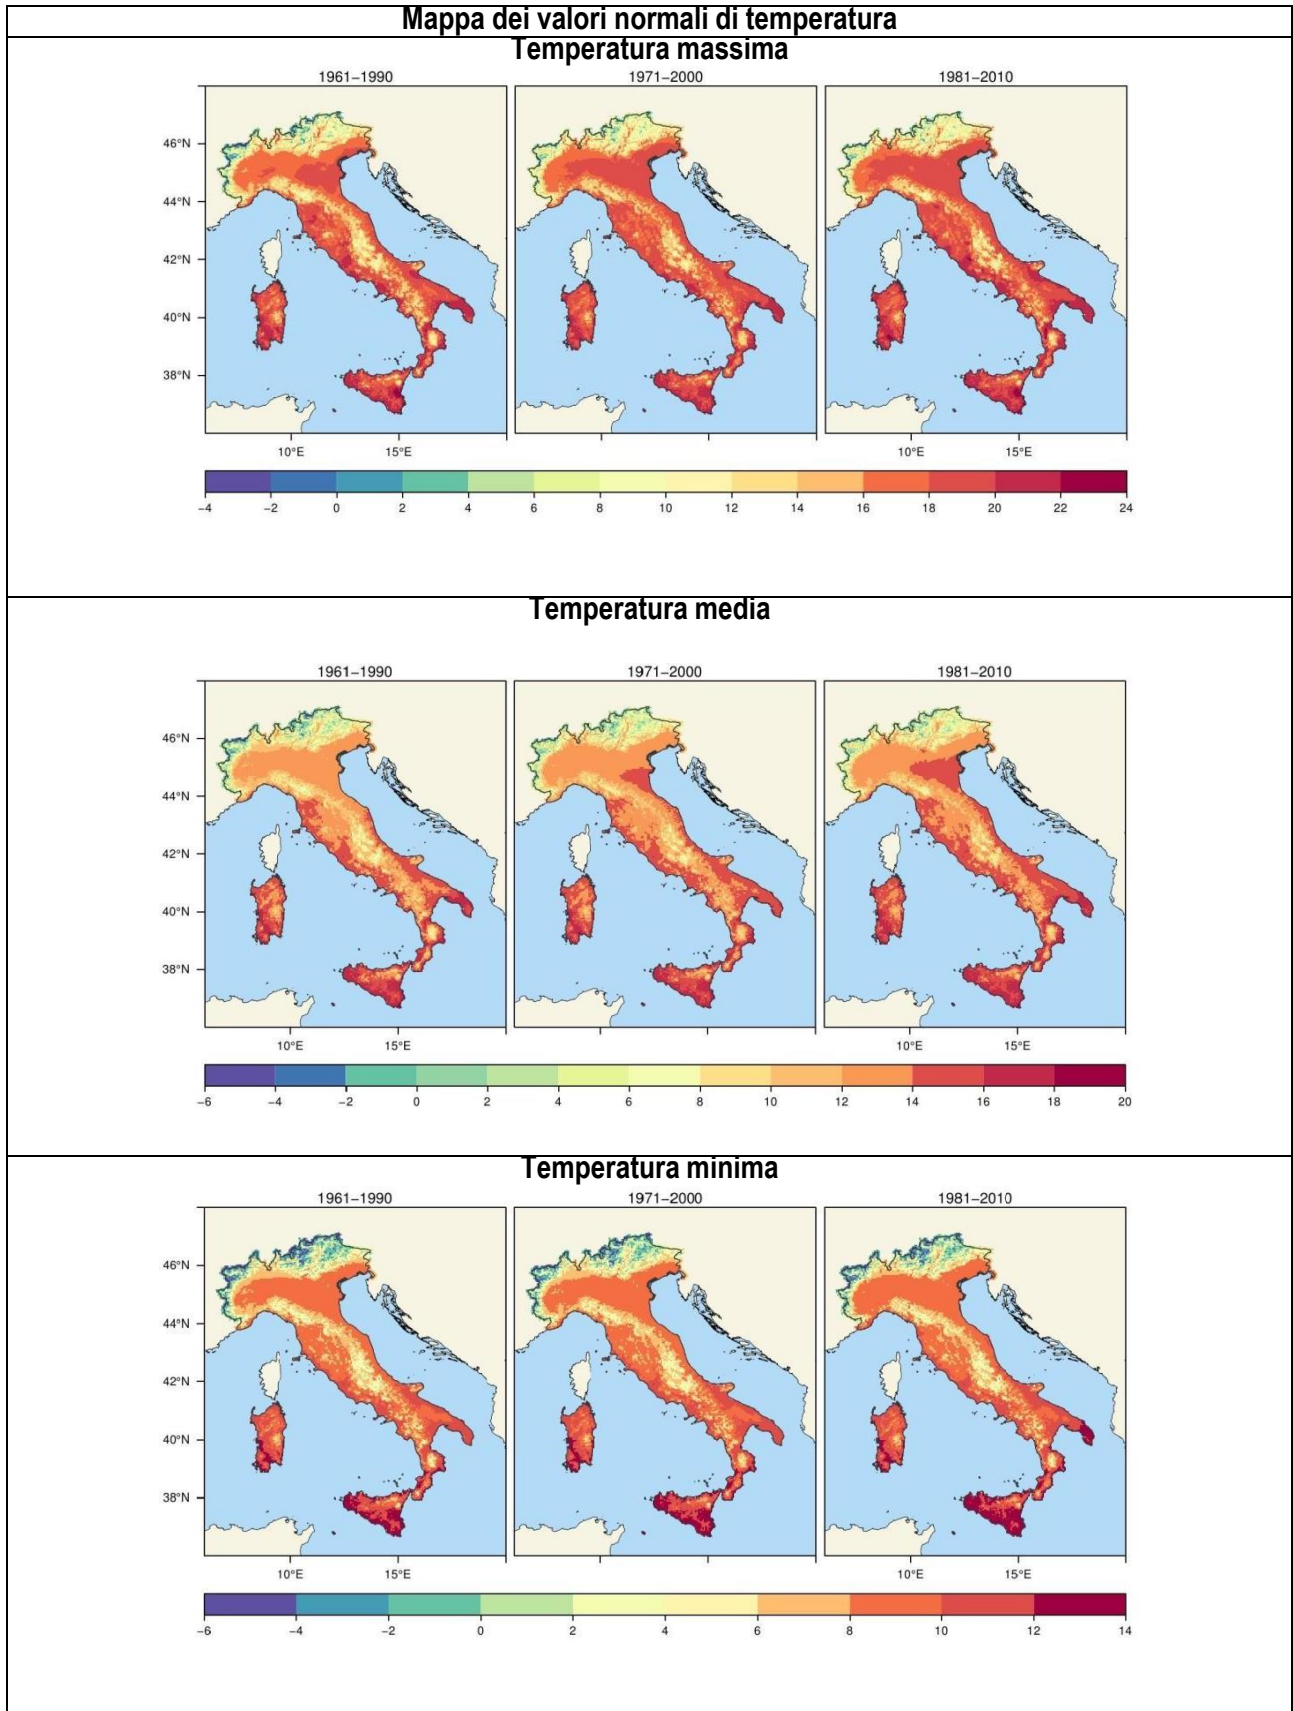 Mappa dei valori normali di temperatura
Temperatura massima
1961−1990 1971−2000 1981−2010
46°N
44°N
42°N
40°N
38°N
10°E 15°E 10°E 15°E
−4 −2 0 2 4 6 8 10 12 14 16 18 20 22 24
Temperatura media
1961−1990 1971−2000 1981−2010
46°N
44°N
42°N
40°N
38°N
10°E 15°E 10°E 15°E
−6 −4 −2 0 2 4 6 8 10 12 14 16 18 20
Temperatura minima
1961−1990 1971−2000 1981−2010
46°N
44°N
42°N
40°N
38°N
10°E 15°E 10°E 15°E
−6 −4 −2 0 2 4 6 8 10 12 14